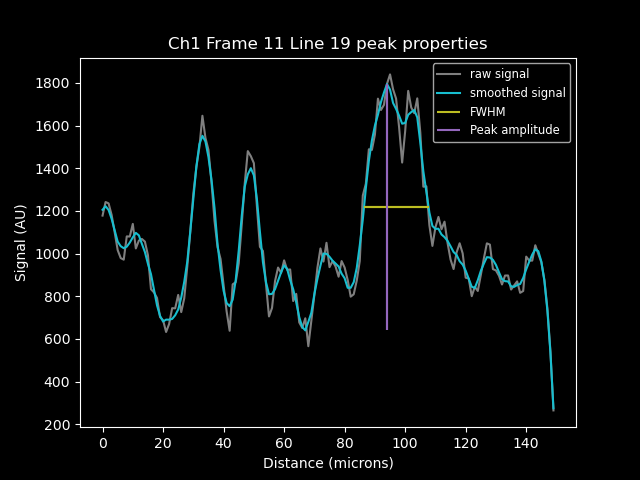 Ch1 Frame 11 Line 19 peak properties
raw signal
smoothed signal
FWHM
Peak amplitude
1800
1600
1400
1200
1000
800
600
400
200
Signal (AU)
0 20 40 60 80 100 120 140
Distance (microns)